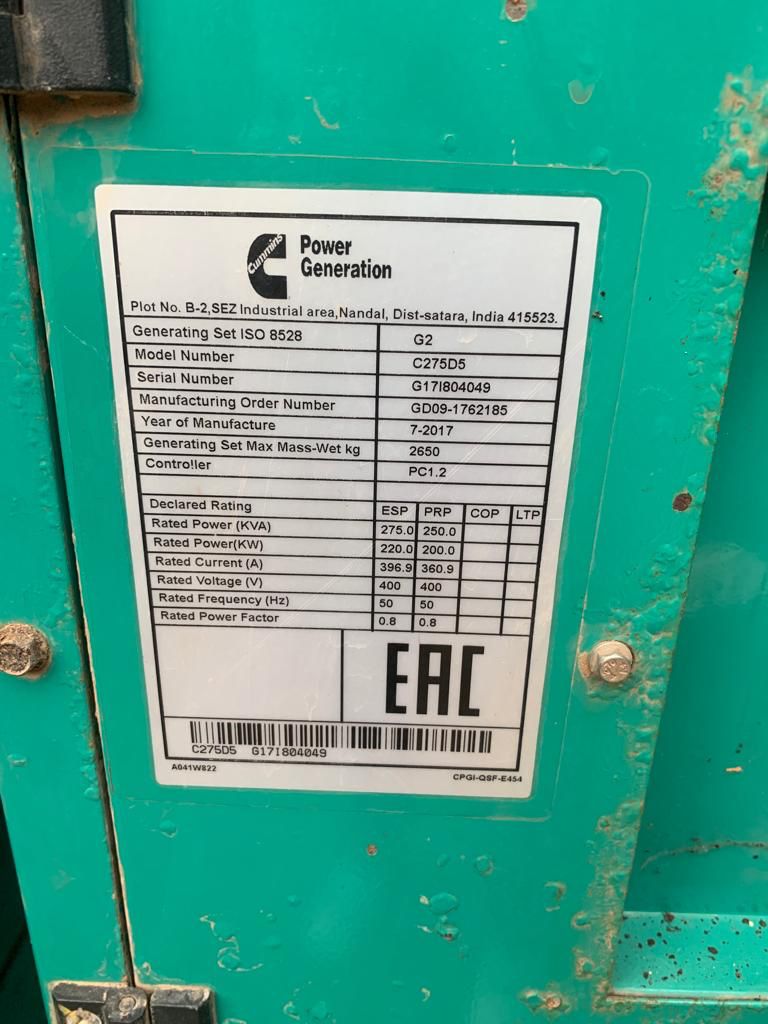 Cummins
Power
Generation
Plot No. B-2,SEZ Industrial area,Nandal, Dist-satara, India 415523.
Generating Set ISO 8528 G2
Model Number C275D5
Serial Number G17I804049
Manufacturing Order Number GD09-1762185
Year of Manufacture 7-2017
Generating Set Max Mass-Wet kg 2650
Controller PC1.2
Declared Rating ESP PRP COP LTP
Rated Power (KVA) 275.0 250.0
Rated Power(KW) 220.0 200.0
Rated Current (A) 396.9 360.9
Rated Voltage (V) 400 400
Rated Frequency (Hz) 50 50
Rated Power Factor 0.8 0.8
EAC
C275D5 G17I804049
A041W822 CPGI-QSF-E454